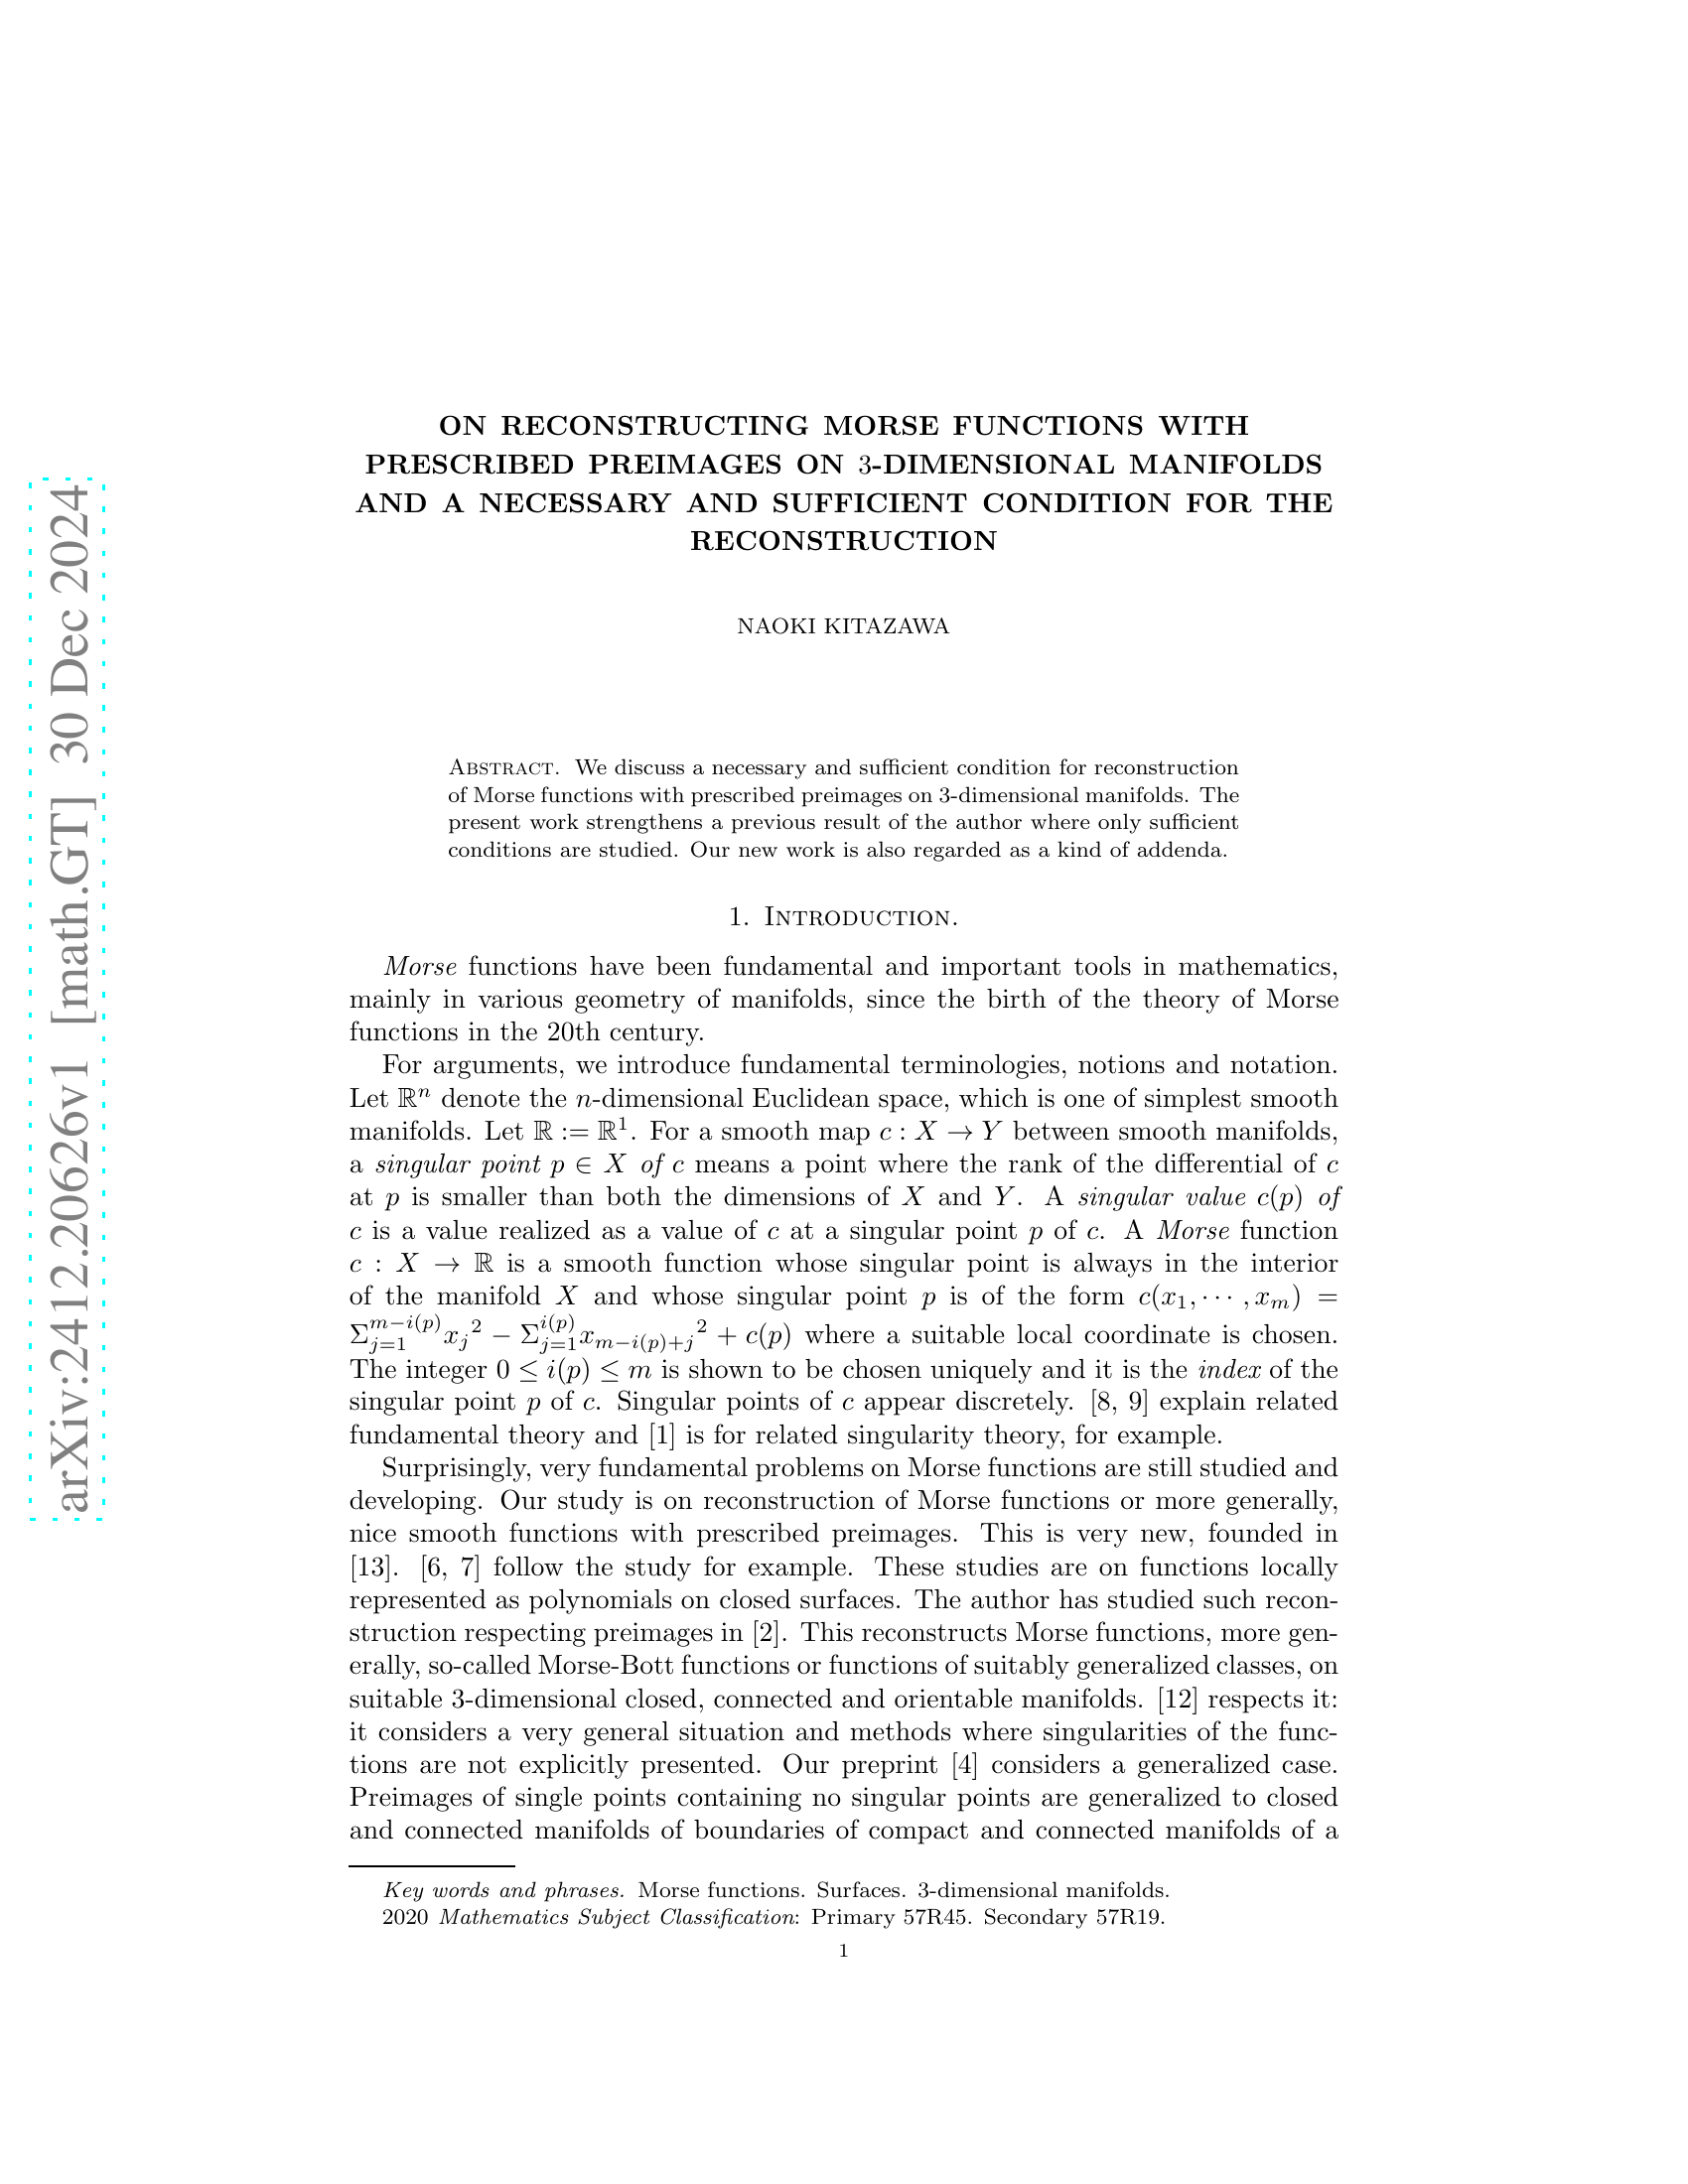 arXiv:2412.20626v1 [math.GT] 30 Dec 2024
ON RECONSTRUCTING MORSE FUNCTIONS WITH
PRESCRIBED PREIMAGES ON 3-DIMENSIONAL MANIFOLDS
AND A NECESSARY AND SUFFICIENT CONDITION FOR THE
RECONSTRUCTION
NAOKI KITAZAWA
Abstract. We discuss a necessary and sufficient condition for reconstruction
of Morse functions with prescribed preimages on 3-dimensional manifolds. The
present work strengthens a previous result of the author where only sufficient
conditions are studied. Our new work is also regarded as a kind of addenda.
1. Introduction.
Morse functions have been fundamental and important tools in mathematics,
mainly in various geometry of manifolds, since the birth of the theory of Morse
functions in the 20th century.
For arguments, we introduce fundamental terminologies, notions and notation.
Let ℝⁿ denote the n-dimensional Euclidean space, which is one of simplest smooth
manifolds. Let ℝ := ℝ¹. For a smooth map c : X → Y between smooth manifolds,
a singular point p ∈ X of c means a point where the rank of the differential of c
at p is smaller than both the dimensions of X and Y. A singular value c(p) of
c is a value realized as a value of c at a singular point p of c. A Morse function
c : X → ℝ is a smooth function whose singular point is always in the interior
of the manifold X and whose singular point p is of the form c(x_1, · · · , x_m) =
Σ_{j=1}^{m−i(p)} x_j² − Σ_{j=1}^{i(p)} x_{m−i(p)+j}² + c(p) where a suitable local coordinate is chosen.
The integer 0 ≤ i(p) ≤ m is shown to be chosen uniquely and it is the index of the
singular point p of c. Singular points of c appear discretely. [8, 9] explain related
fundamental theory and [1] is for related singularity theory, for example.
Surprisingly, very fundamental problems on Morse functions are still studied and
developing. Our study is on reconstruction of Morse functions or more generally,
nice smooth functions with prescribed preimages. This is very new, founded in
[13]. [6, 7] follow the study for example. These studies are on functions locally
represented as polynomials on closed surfaces. The author has studied such recon-
struction respecting preimages in [2]. This reconstructs Morse functions, more gen-
erally, so-called Morse-Bott functions or functions of suitably generalized classes, on
suitable 3-dimensional closed, connected and orientable manifolds. [12] respects it:
it considers a very general situation and methods where singularities of the func-
tions are not explicitly presented. Our preprint [4] considers a generalized case.
Preimages of single points containing no singular points are generalized to closed
and connected manifolds of boundaries of compact and connected manifolds of a
Key words and phrases. Morse functions. Surfaces. 3-dimensional manifolds.
2020 Mathematics Subject Classification: Primary 57R45. Secondary 57R19.
1